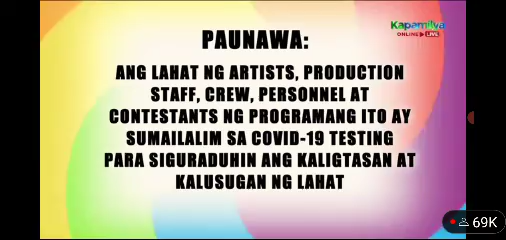 Kapamilya
ONLINE LIVE
PAUNAWA:
ANG LAHAT NG ARTISTS, PRODUCTION
STAFF, CREW, PERSONNEL AT
CONTESTANTS NG PROGRAMANG ITO AY
SUMAILALIM SA COVID-19 TESTING
PARA SIGURADUHIN ANG KALIGTASAN AT
KALUSUGAN NG LAHAT
69K